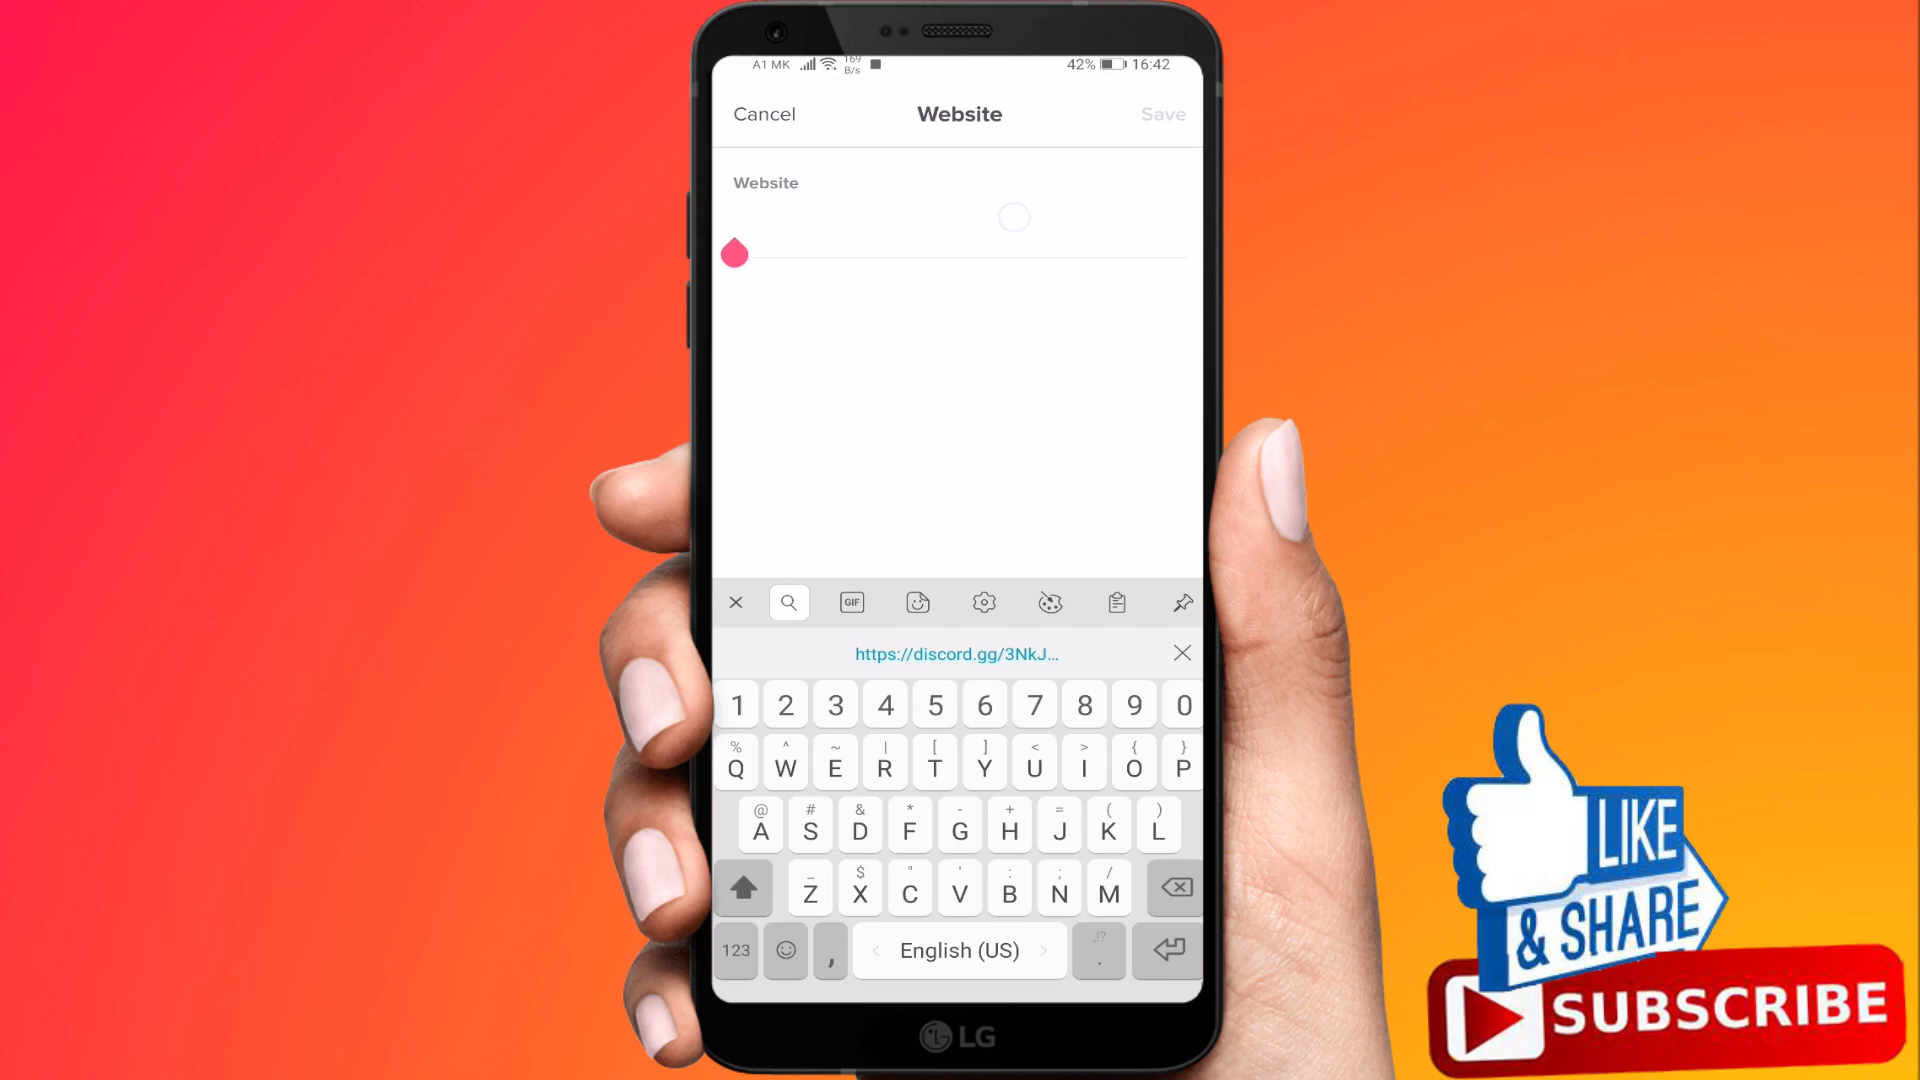 A1 MK 169 B/s 42% 16:42
Cancel Website Save
Website
GIF
https://discord.gg/3NkJ...
1 2 3 4 5 6 7 8 9 0
% ^ ~ | [ ] < > { }
Q W E R T Y U I O P
@ # & * - + = ( )
A S D F G H J K L
_ $ " ' : ; /
Z X C V B N M
,!?
123 , English (US) .
LG
LIKE
& SHARE
SUBSCRIBE